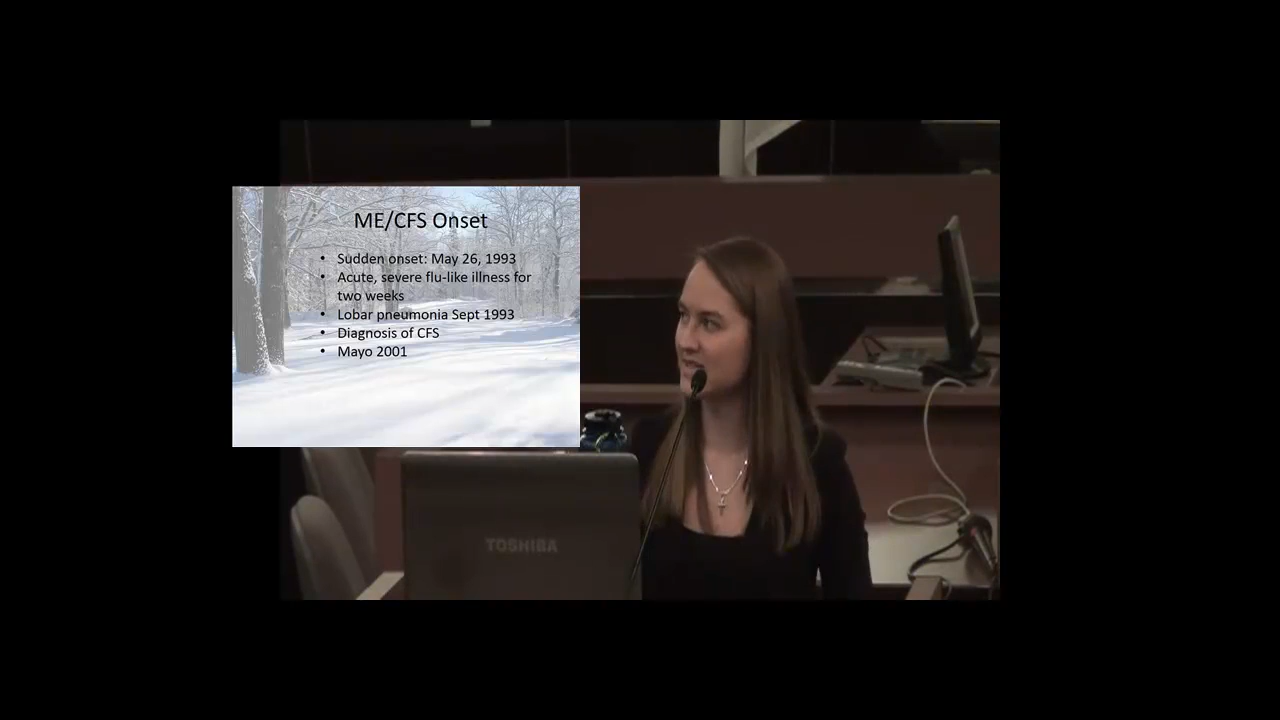 ME/CFS Onset
• Sudden onset: May 26, 1993
• Acute, severe flu-like illness for
two weeks
• Lobar pneumonia Sept 1993
• Diagnosis of CFS
• Mayo 2001
TOSHIBA